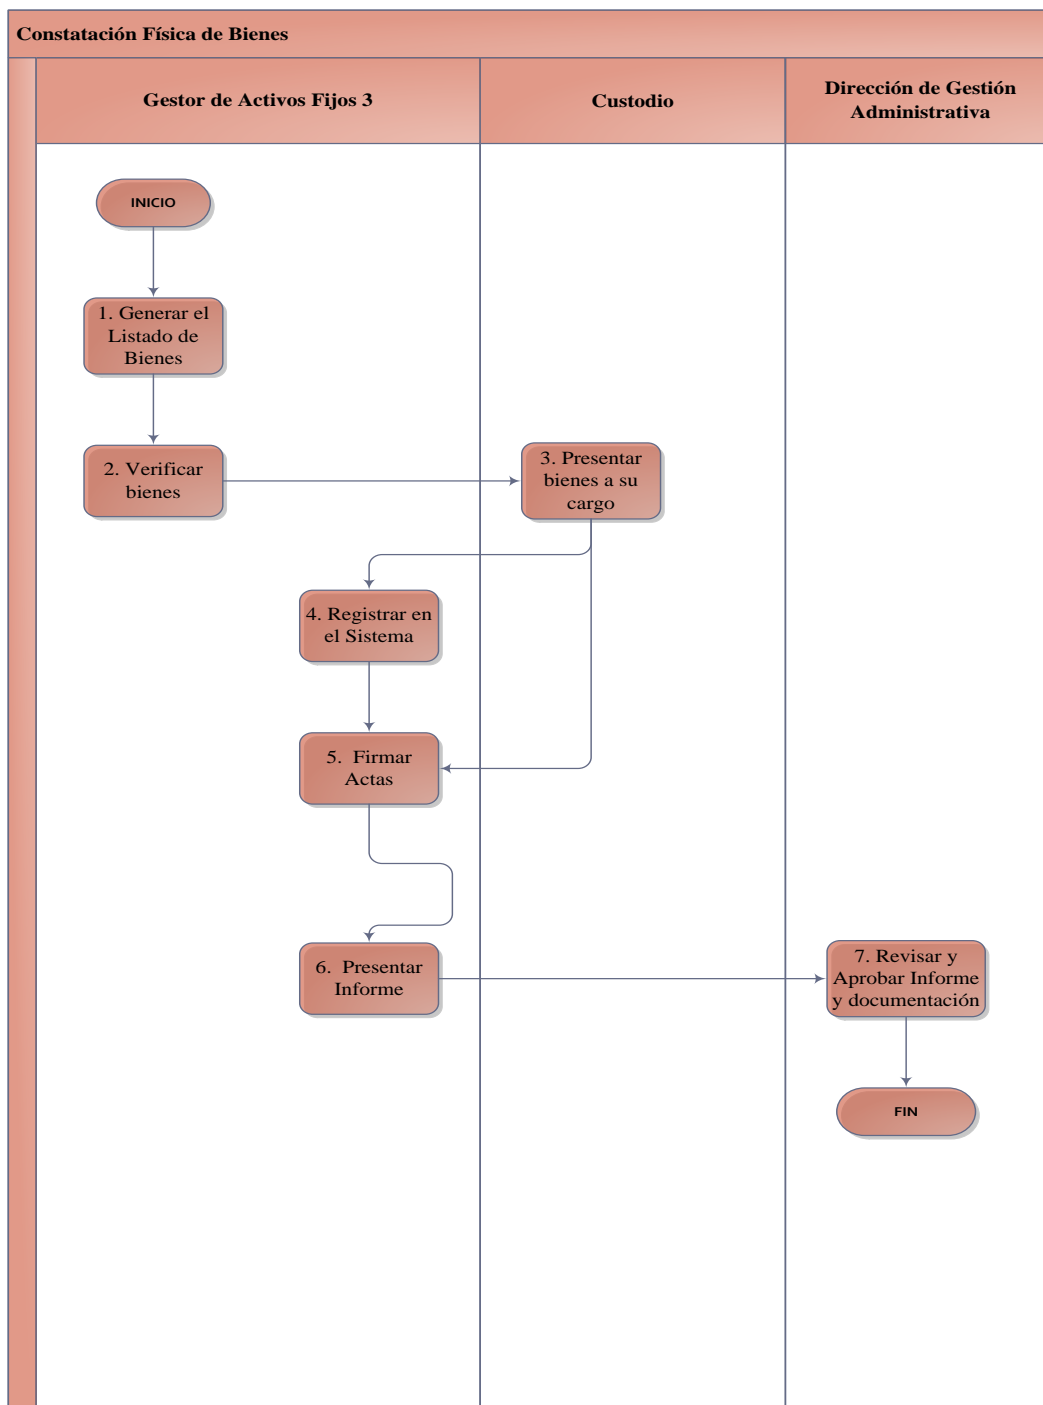 Constatación Física de Bienes
Gestor de Activos Fijos 3
Custodio
Dirección de Gestión
Administrativa
INICIO
1. Generar el
Listado de
Bienes
2. Verificar
bienes
3. Presentar
bienes a su
cargo
4. Registrar en
el Sistema
5. Firmar
Actas
6. Presentar
Informe
7. Revisar y
Aprobar Informe
y documentación
FIN